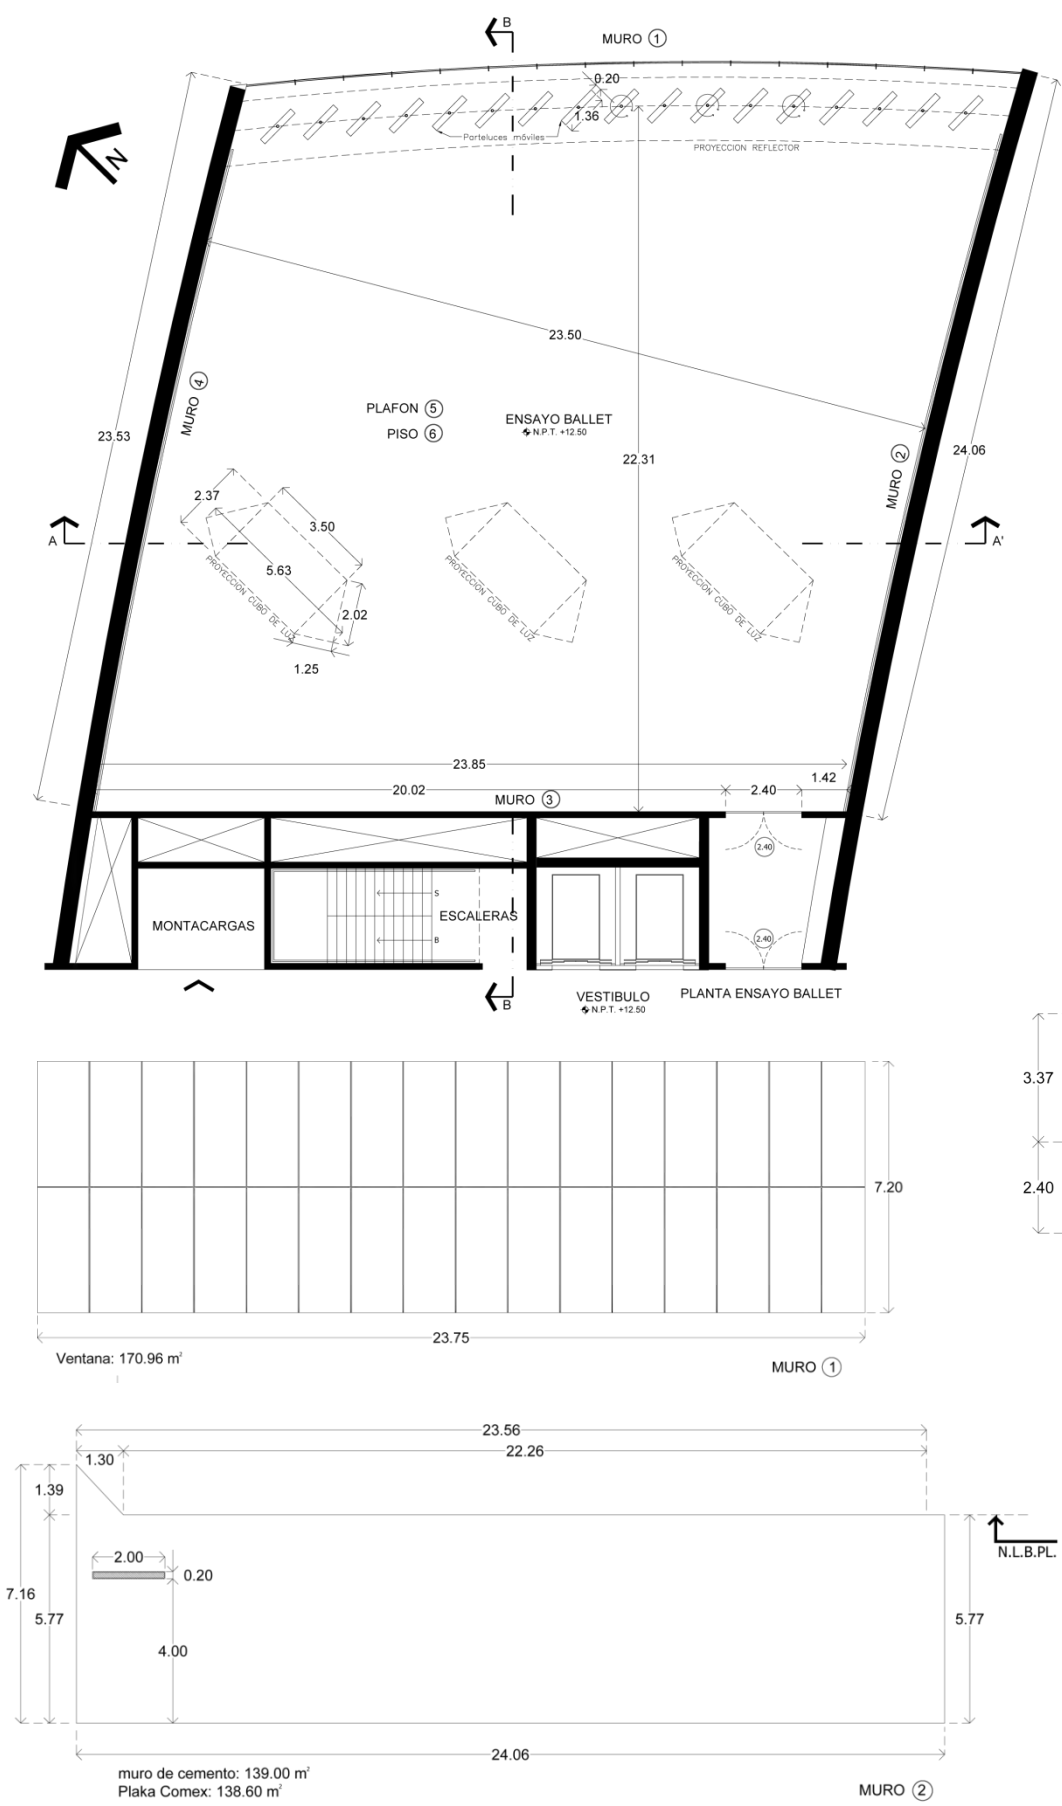 B
MURO 1
0.20
1.36
Parteluces móviles
PROYECCION REFLECTOR
N
23.50
MURO 4
PLAFON 5
PISO 6
ENSAYO BALLET
N.P.T. +12.50
23.53
22.31
MURO 2
24.06
2.37
3.50
5.63
2.02
1.25
A
A'
PROYECCION CUBO DE LUZ
PROYECCION CUBO DE LUZ
PROYECCION CUBO DE LUZ
23.85
1.42
20.02
2.40
MURO 3
2.40
MONTACARGAS
S
ESCALERAS
B
2.40
B
VESTIBULO
N.P.T. +12.50
PLANTA ENSAYO BALLET
3.37
7.20
2.40
23.75
Ventana: 170.96 m²
MURO 1
23.56
1.30
22.26
1.39
2.00
0.20
N.L.B.PL.
7.16
5.77
4.00
5.77
24.06
muro de cemento: 139.00 m²
Plaka Comex: 138.60 m²
MURO 2